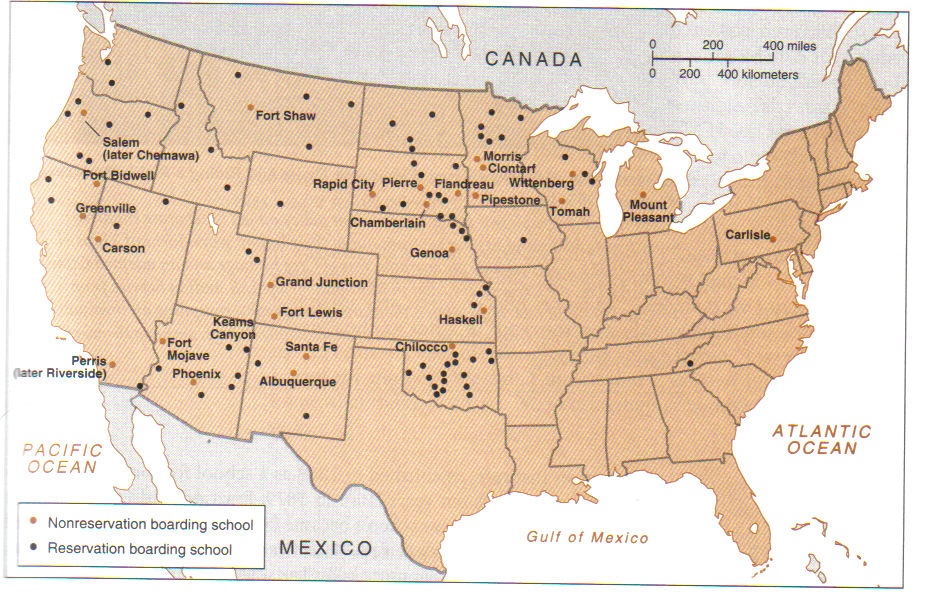 CANADA
0 200 400 miles
0 200 400 kilometers
Fort Shaw
Salem
(later Chemawa)
Morris
Clontarf
Fort Bidwell
Rapid City
Pierre
Flandreau
Wittenberg
Greenville
Pipestone
Tomah
Mount
Pleasant
Chamberlain
Carlisle
Carson
Genoa
Grand Junction
Fort Lewis
Haskell
Keams
Canyon
Fort
Mojave
Santa Fe
Chilocco
Perris
(later Riverside)
Phoenix
Albuquerque
PACIFIC
OCEAN
ATLANTIC
OCEAN
Nonreservation boarding school
Reservation boarding school
MEXICO
Gulf of Mexico